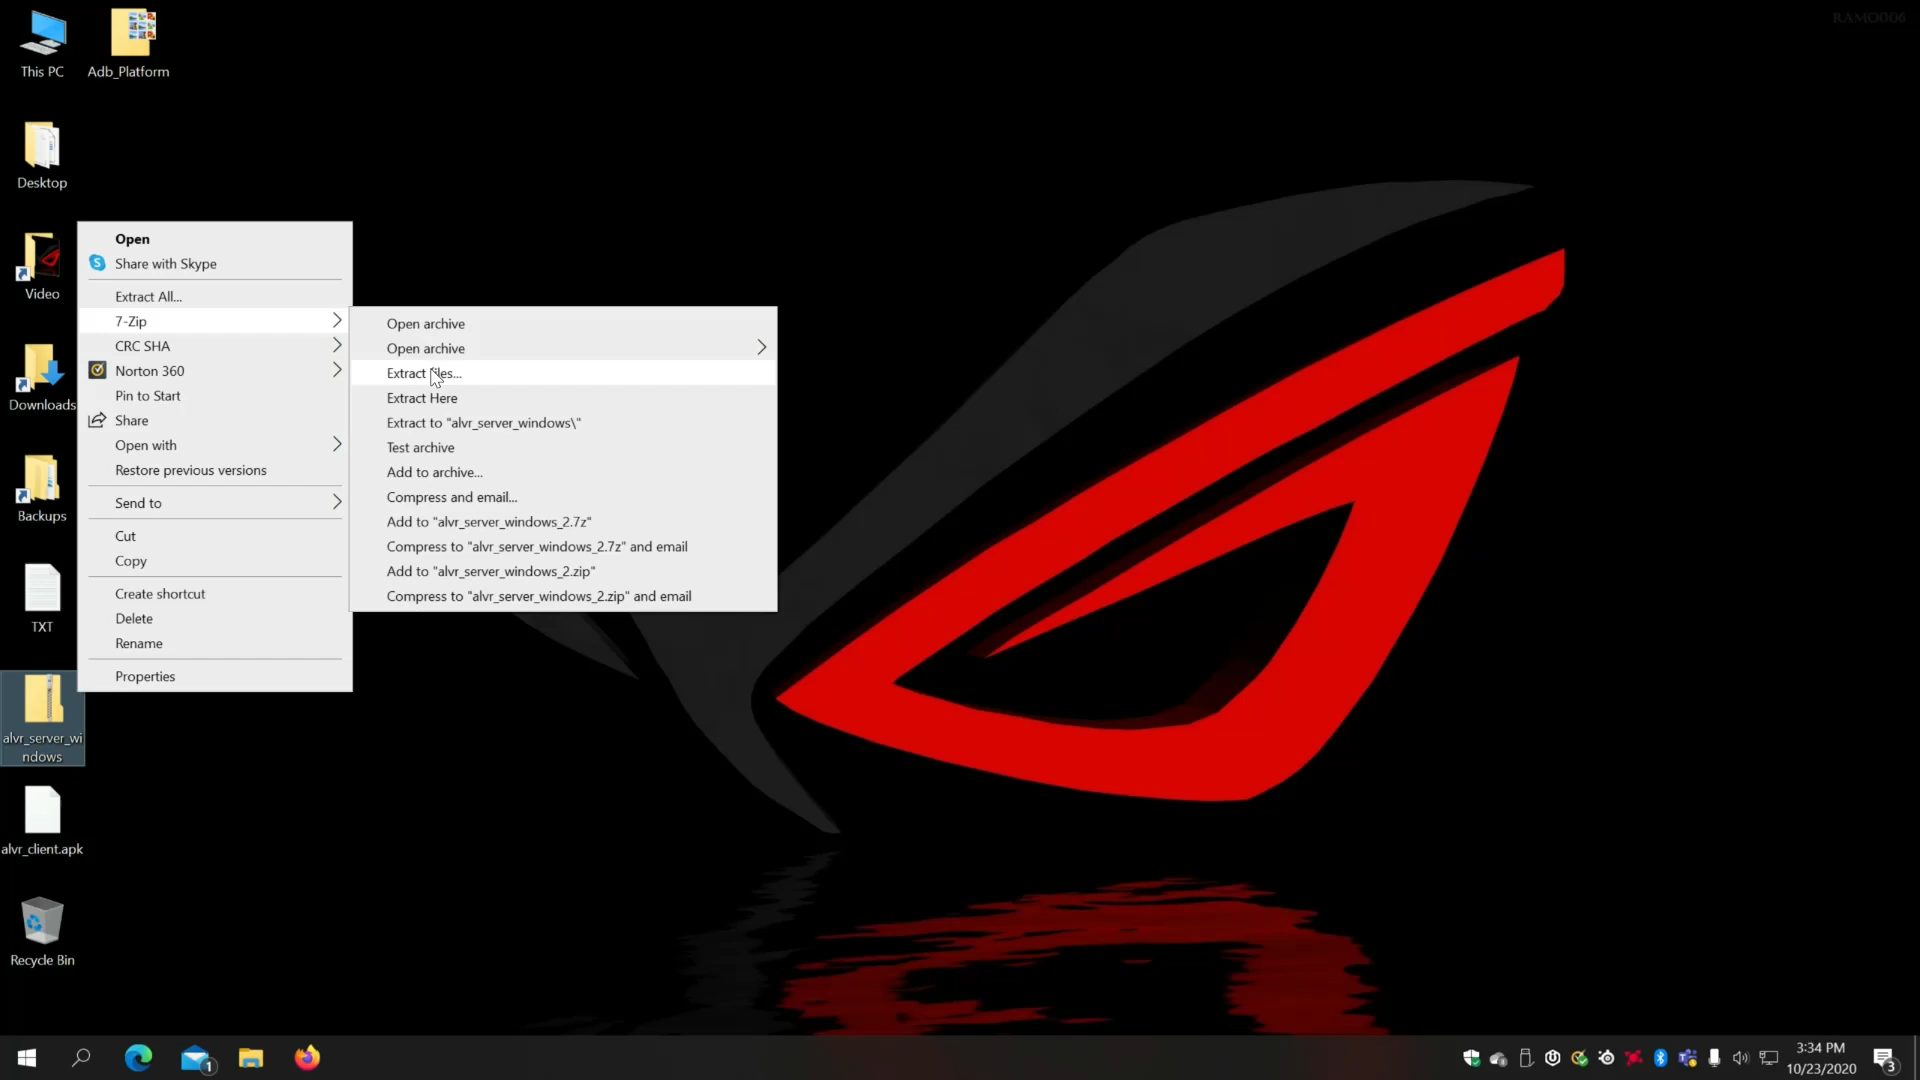 RAMO006
This PC
Adb_Platform
Desktop
Video
Downloads
Backups
TXT
alvr_server_wi
ndows
alvr_client.apk
Recycle Bin
Open
Share with Skype
Extract All...
7-Zip
CRC SHA
Norton 360
Pin to Start
Share
Open with
Restore previous versions
Send to
Cut
Copy
Create shortcut
Delete
Rename
Properties
Open archive
Open archive
Extract files...
Extract Here
Extract to "alvr_server_windows\"
Test archive
Add to archive...
Compress and email...
Add to "alvr_server_windows_2.7z"
Compress to "alvr_server_windows_2.7z" and email
Add to "alvr_server_windows_2.zip"
Compress to "alvr_server_windows_2.zip" and email
1
3:34 PM
10/23/2020
3